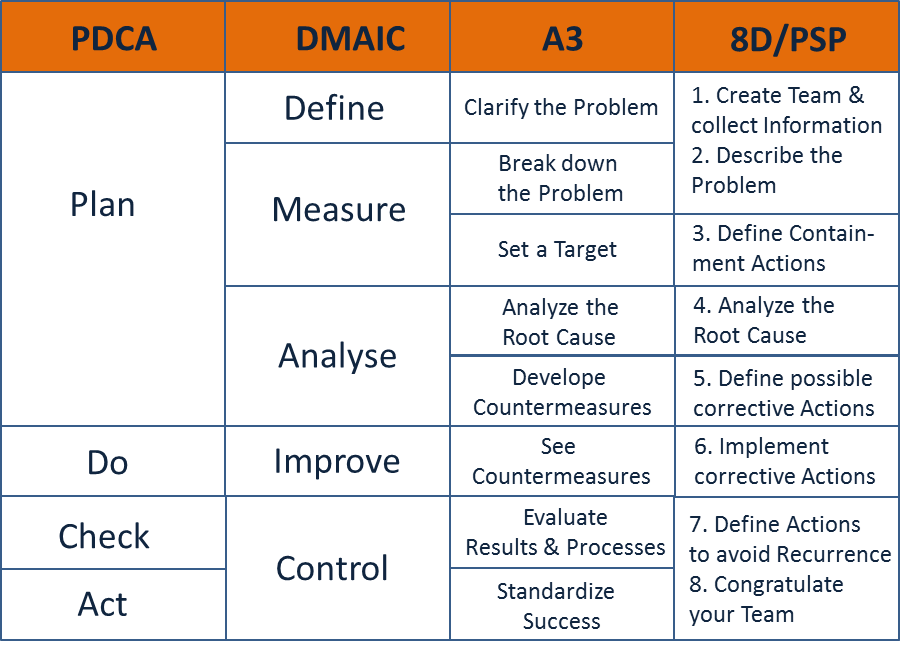 PDCA
DMAIC
A3
8D/PSP
Plan
Define
Clarify the Problem
1. Create Team &
collect Information
2. Describe the
Problem
Measure
Break down
the Problem
Set a Target
3. Define Contain-
ment Actions
Analyse
Analyze the
Root Cause
4. Analyze the
Root Cause
Develope
Countermeasures
5. Define possible
corrective Actions
Do
Improve
See
Countermeasures
6. Implement
corrective Actions
Check
Control
Evaluate
Results & Processes
7. Define Actions
to avoid Recurrence
8. Congratulate
your Team
Act
Standardize
Success